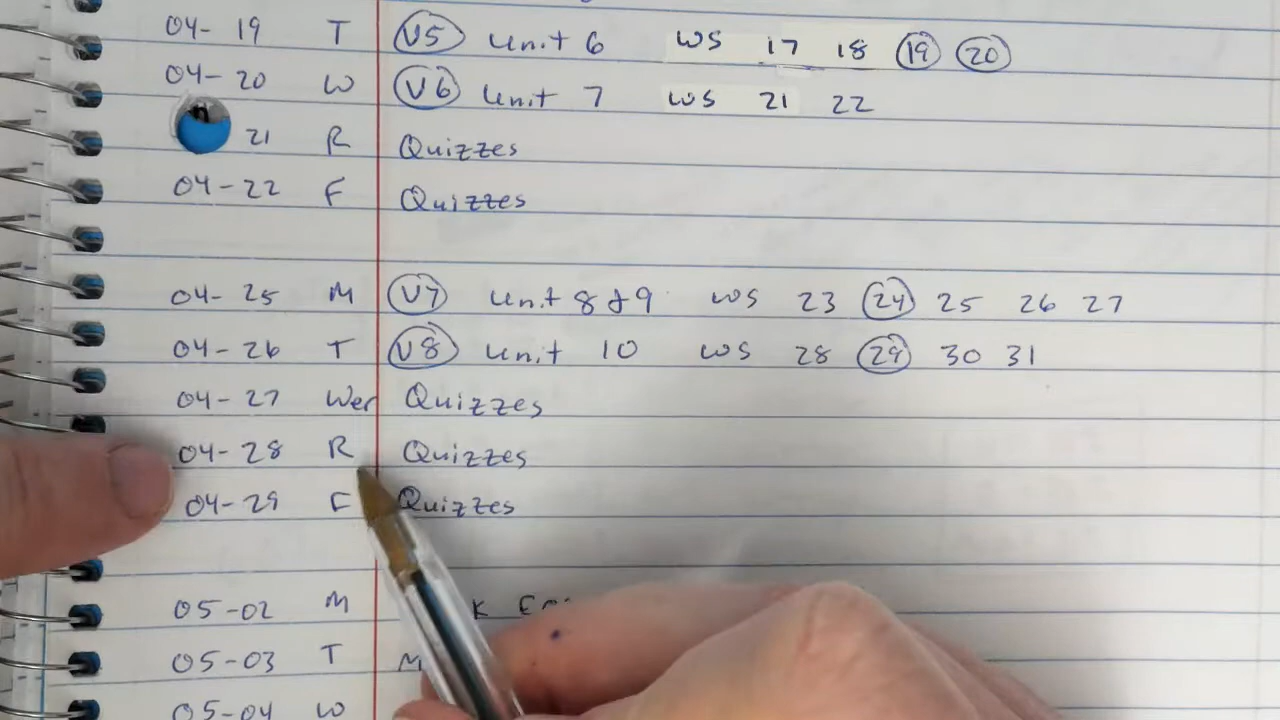 04- 19 T V5 Unit 6 WS 17 18 19 20
04- 20 W V6 Unit 7 WS 21 22
21 R Quizzes
04-22 F Quizzes
04-25 M V7 Unit 8 & 9 WS 23 24 25 26 27
04-26 T V8 Unit 10 WS 28 29 30 31
04-27 Wer Quizzes
04-28 R Quizzes
04-29 F Quizzes
05-02 M
05-03 T M
05-04 W